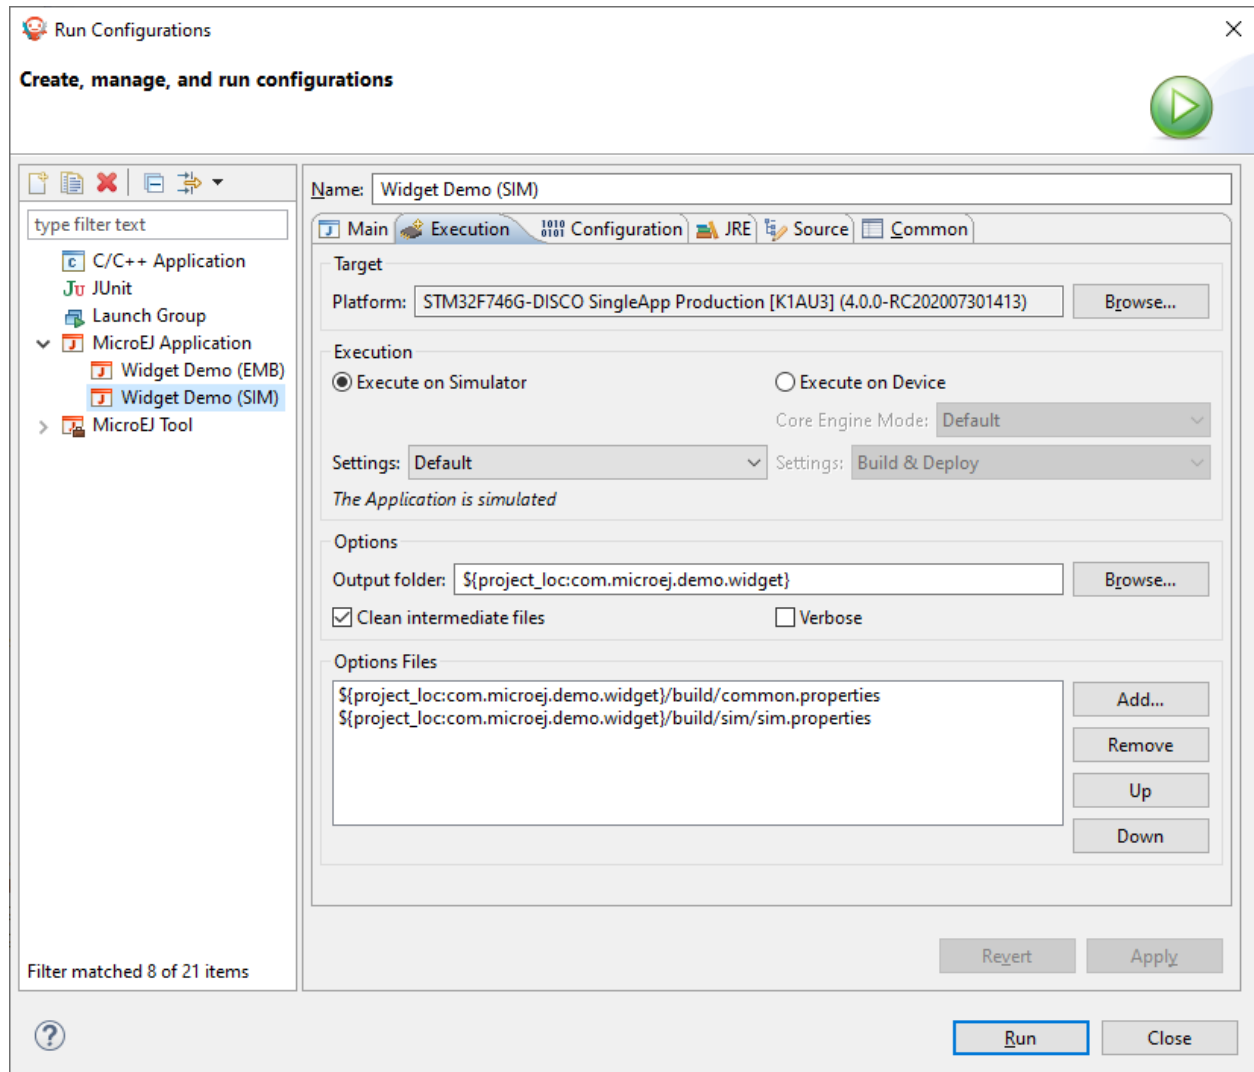 Run Configurations
Create, manage, and run configurations
type filter text
C/C++ Application
JUnit
Launch Group
MicroEJ Application
Widget Demo (EMB)
Widget Demo (SIM)
MicroEJ Tool
Filter matched 8 of 21 items
Name: Widget Demo (SIM)
Main Execution Configuration JRE Source Common
Target
Platform: STM32F746G-DISCO SingleApp Production [K1AU3] (4.0.0-RC202007301413) Browse...
Execution
Execute on Simulator Execute on Device
Core Engine Mode: Default
Settings: Default Settings: Build & Deploy
The Application is simulated
Options
Output folder: ${project_loc:com.microej.demo.widget} Browse...
Clean intermediate files Verbose
Options Files
${project_loc:com.microej.demo.widget}/build/common.properties
${project_loc:com.microej.demo.widget}/build/sim/sim.properties
Add...
Remove
Up
Down
Revert Apply
Run Close